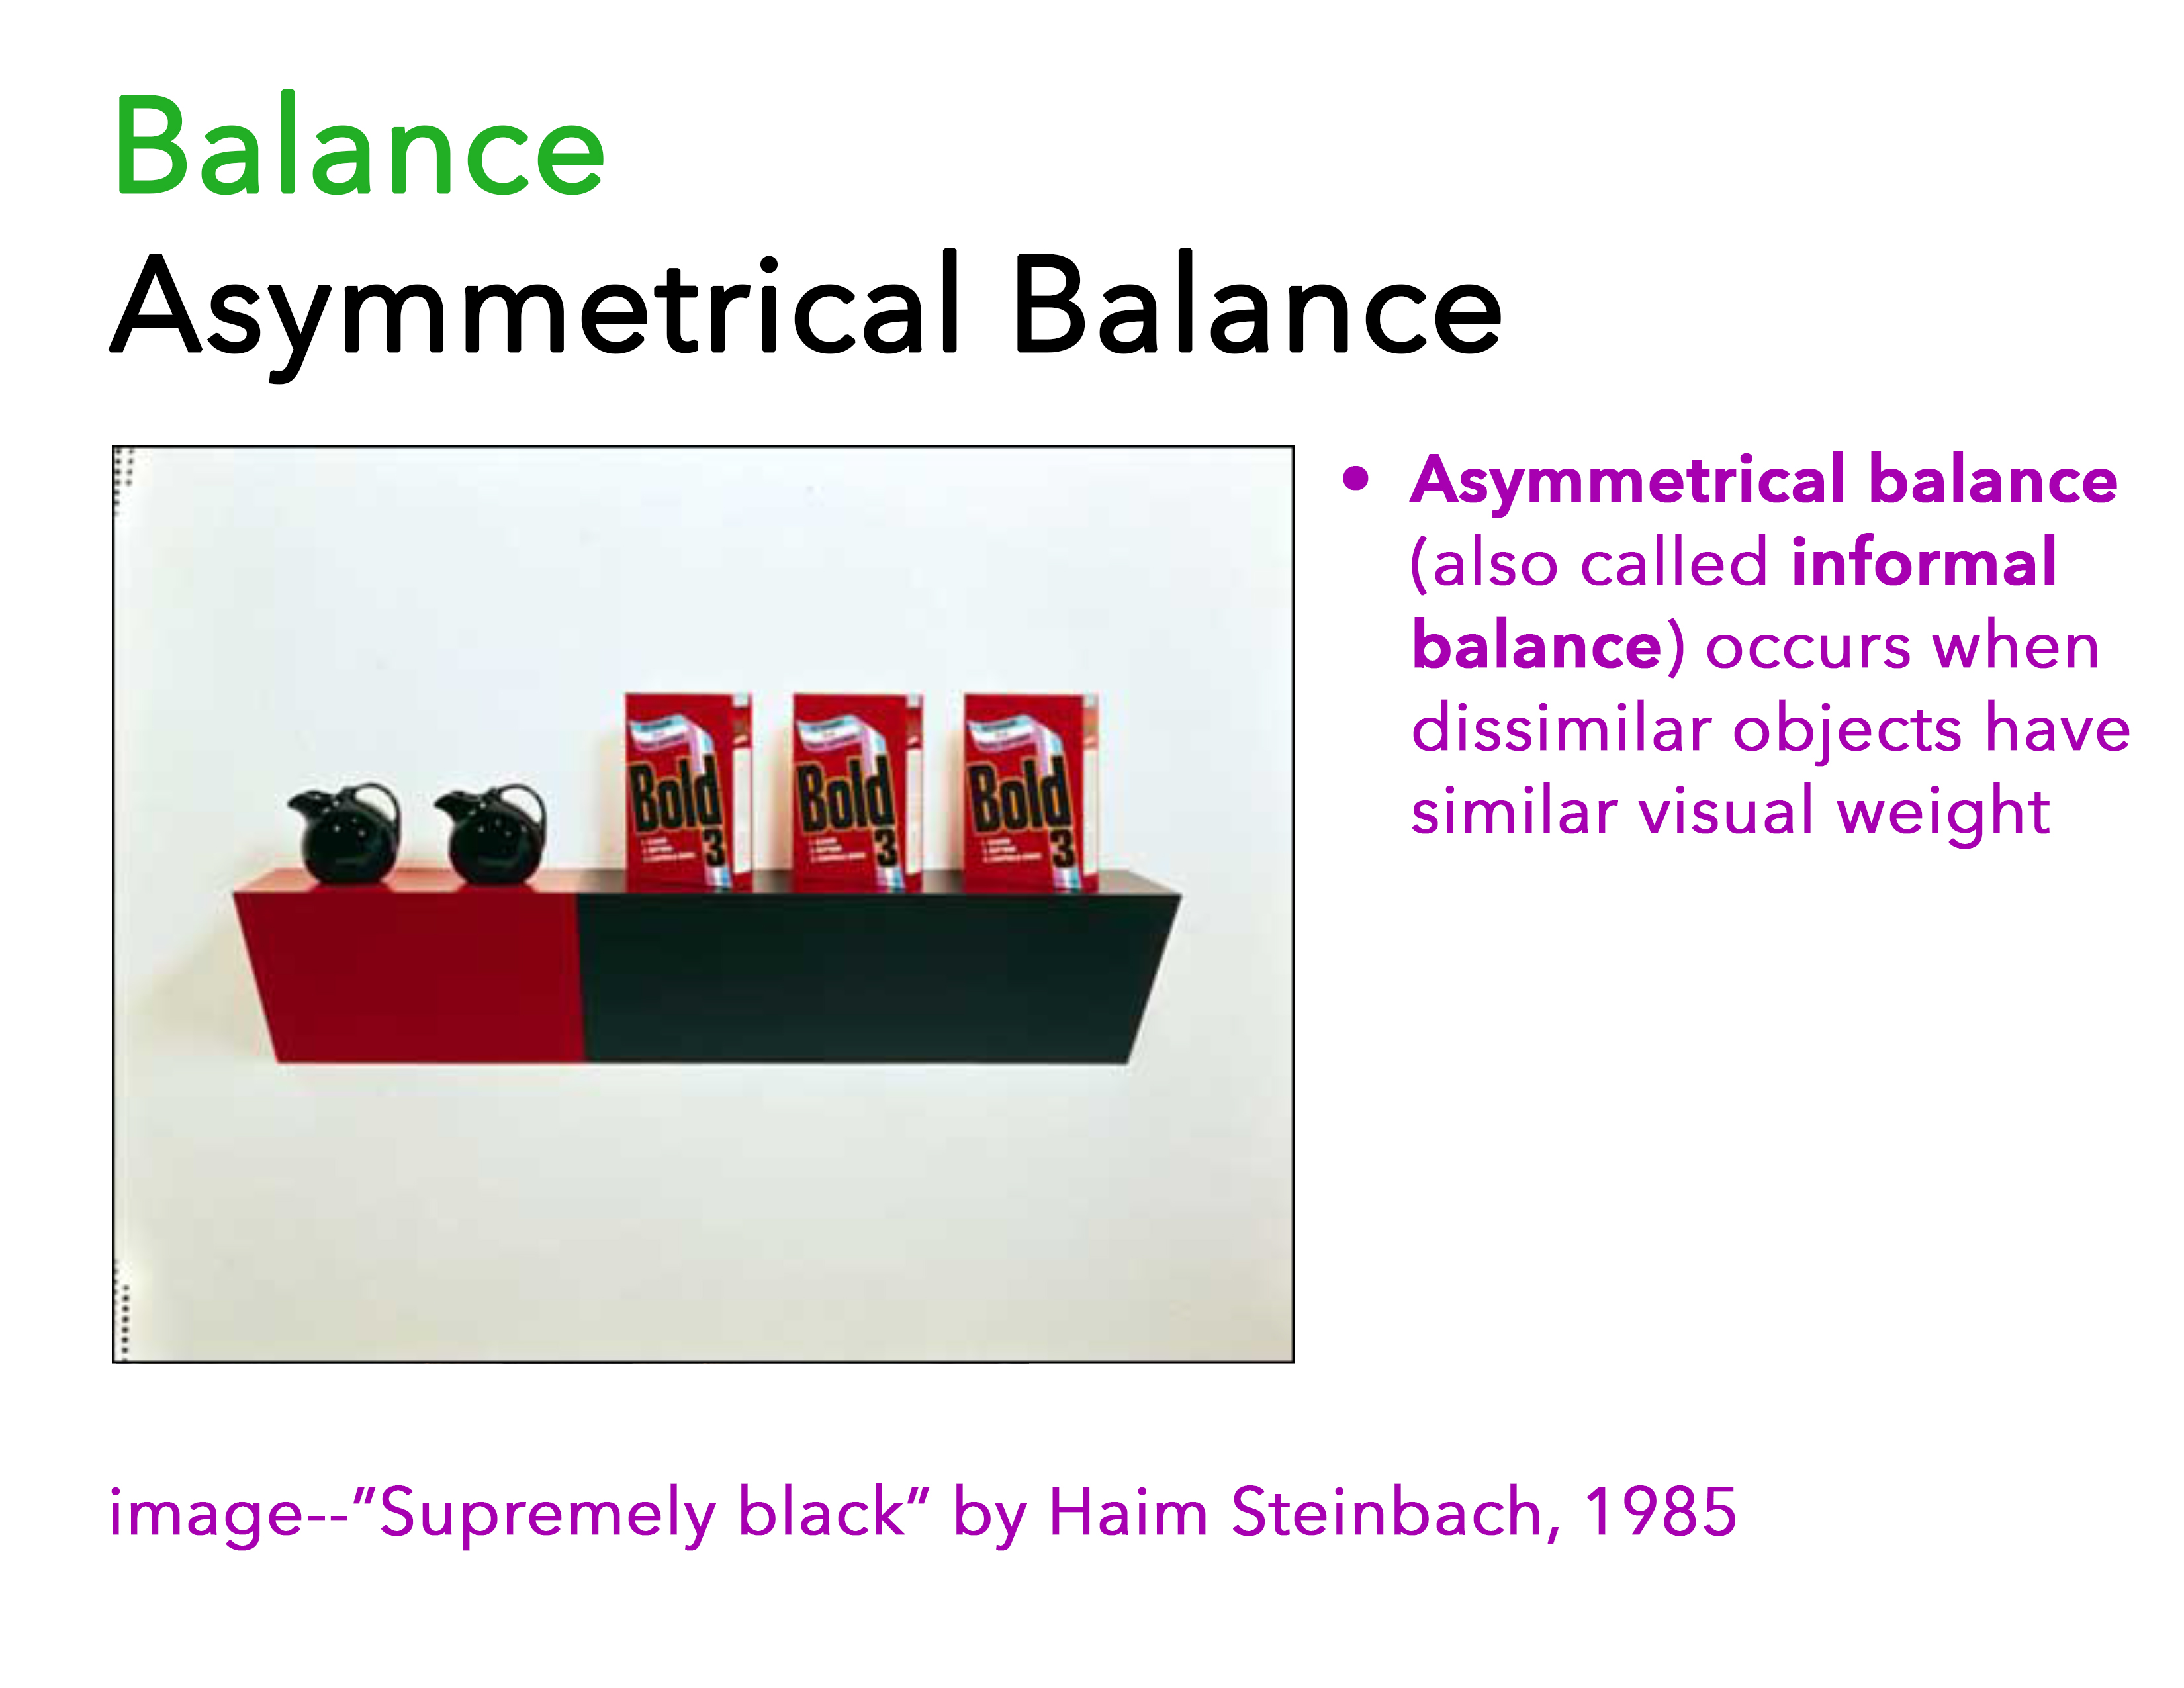 Balance
Asymmetrical Balance
• Asymmetrical balance
(also called informal
balance) occurs when
dissimilar objects have
similar visual weight
Bold
3
Bold
3
Bold
3
image--"Supremely black" by Haim Steinbach, 1985